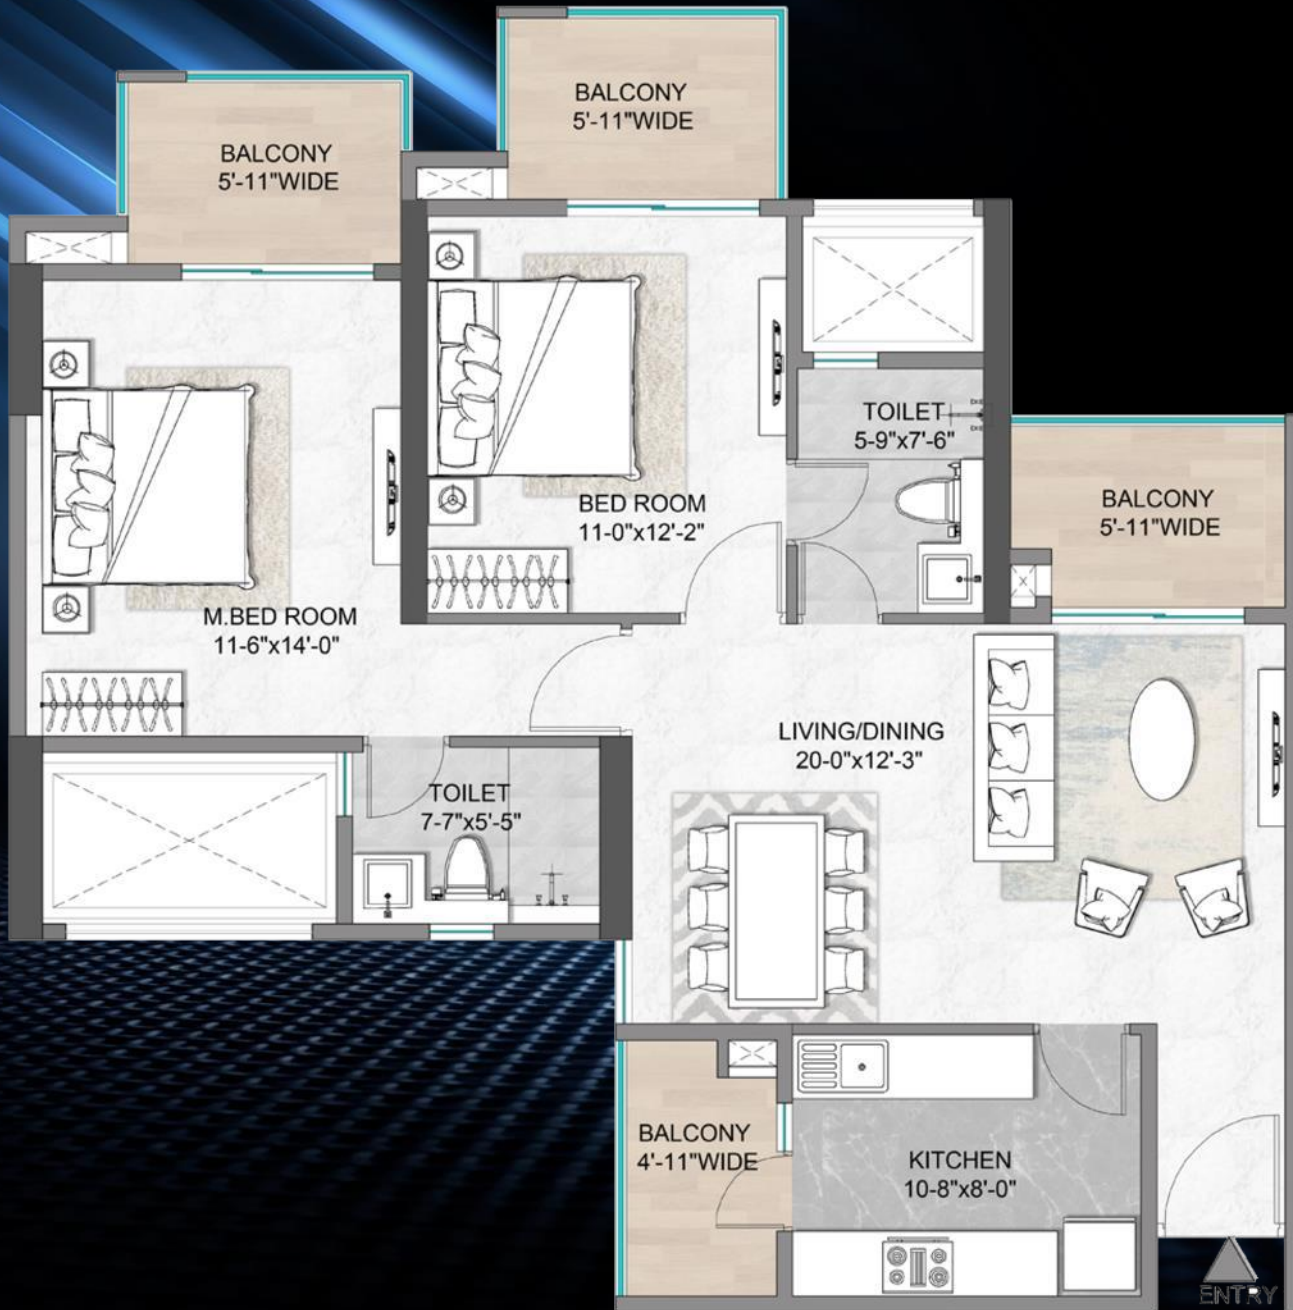 BALCONY
5'-11"WIDE
BALCONY
5'-11"WIDE
TOILET
5-9"x7'-6"
BED ROOM
11-0"x12'-2"
BALCONY
5'-11"WIDE
M.BED ROOM
11-6"x14'-0"
LIVING/DINING
20-0"x12'-3"
TOILET
7-7"x5'-5"
BALCONY
4'-11"WIDE
KITCHEN
10-8"x8'-0"
ENTRY